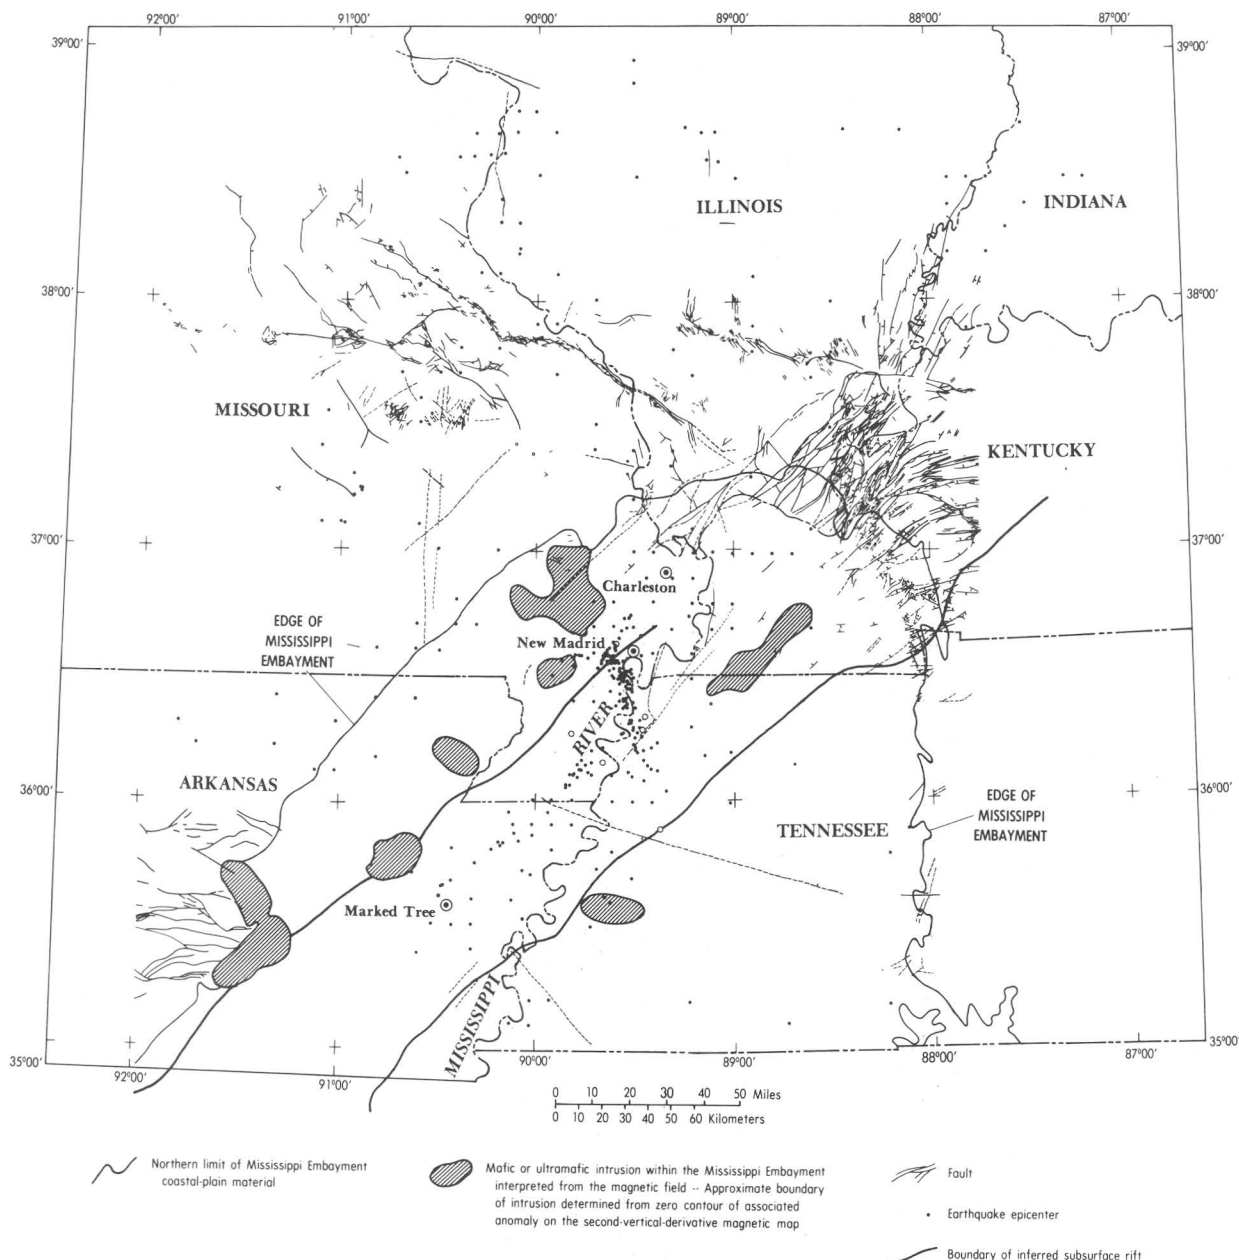 92°00' 91°00' 90°00' 89°00' 88°00' 87°00'
39°00' 39°00'
ILLINOIS
INDIANA
38°00' 38°00'
MISSOURI
KENTUCKY
37°00' 37°00'
Charleston
EDGE OF
MISSISSIPPI
EMBAYMENT
New Madrid
RIVER
ARKANSAS
36°00' 36°00'
EDGE OF
MISSISSIPPI
EMBAYMENT
TENNESSEE
Marked Tree
MISSISSIPPI
35°00' 35°00'
92°00' 91°00' 90°00' 89°00' 88°00' 87°00'
0 10 20 30 40 50 Miles
0 10 20 30 40 50 60 Kilometers
Northern limit of Mississippi Embayment
coastal-plain material
Mafic or ultramafic intrusion within the Mississippi Embayment
interpreted from the magnetic field -- Approximate boundary
of intrusion determined from zero contour of associated
anomaly on the second-vertical-derivative magnetic map
Fault
Earthquake epicenter
Boundary of inferred subsurface rift